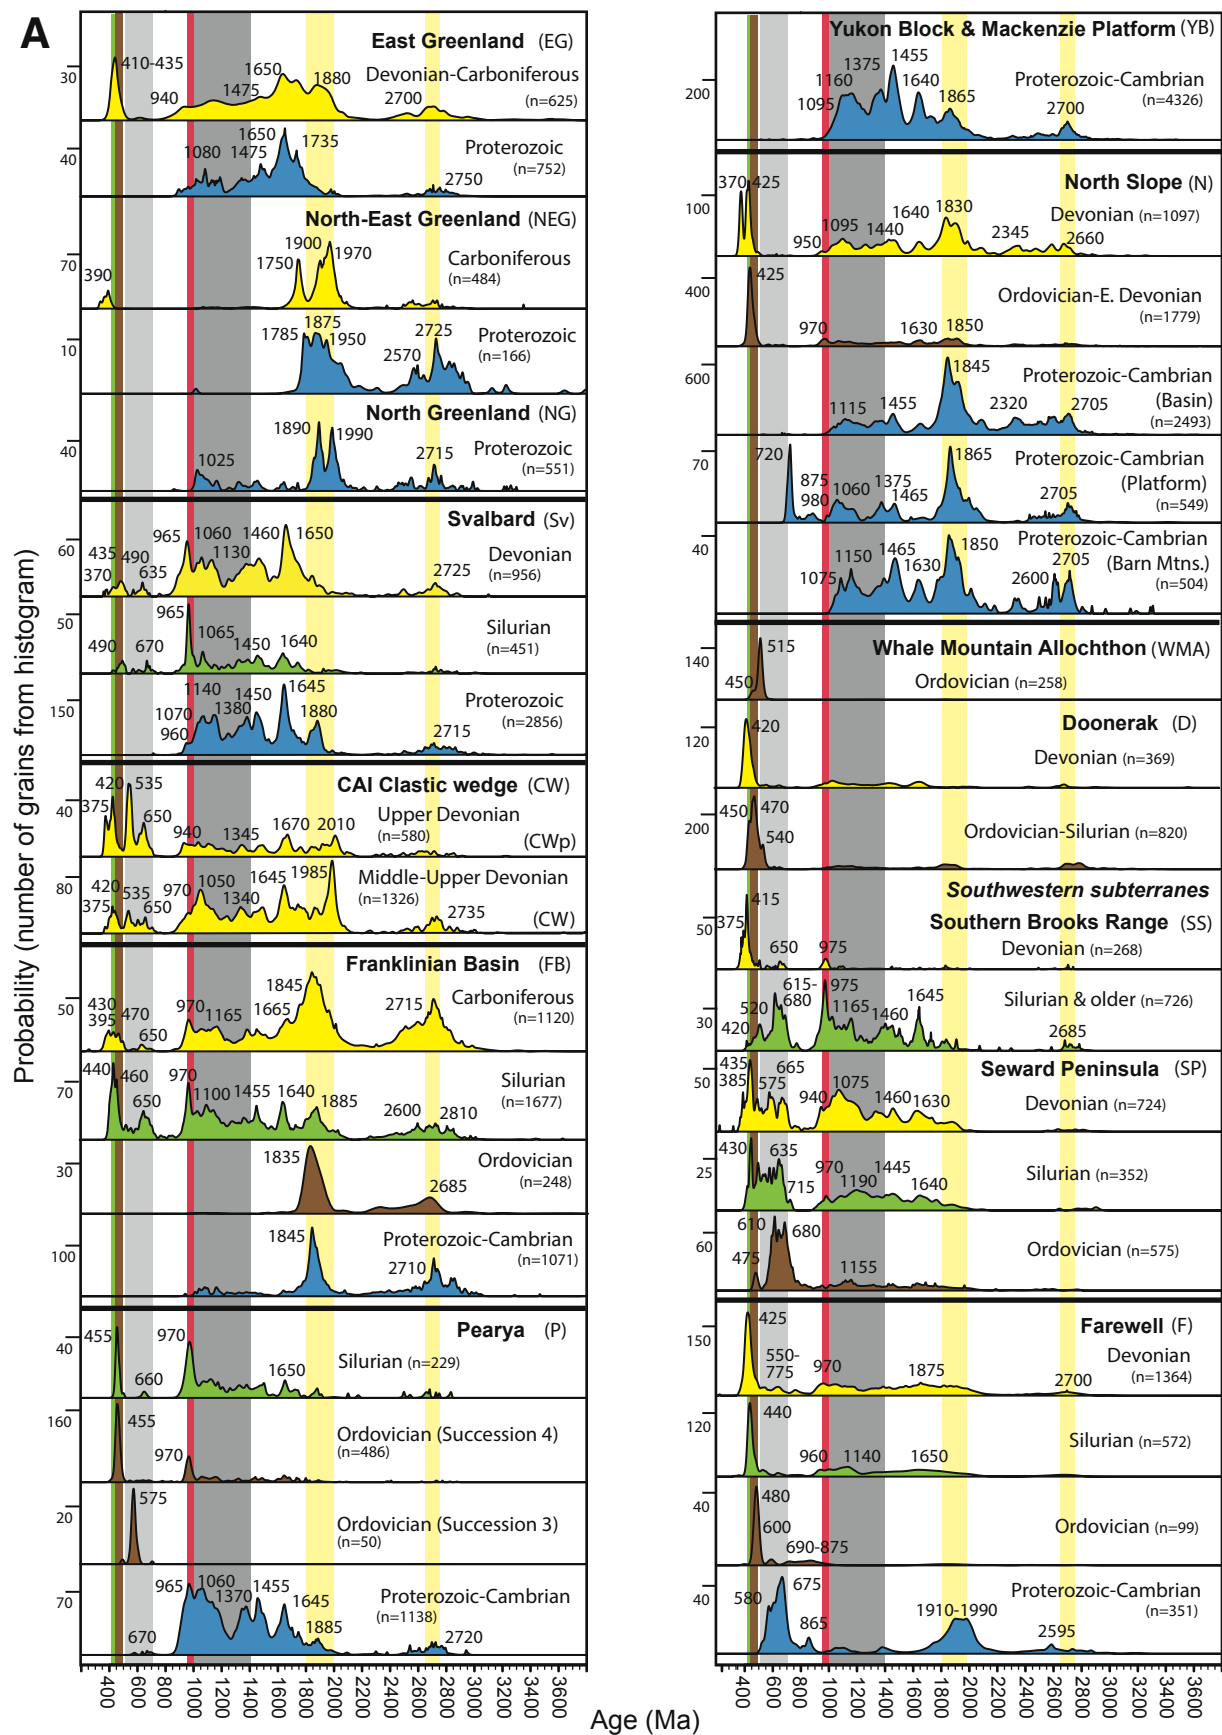 A
Probability (number of grains from histogram)
Age (Ma)
East Greenland (EG)
Devonian-Carboniferous
(n=625)
30
410-435
940
1475
1650
1880
2700
Proterozoic
(n=752)
40
1080
1475
1650
1735
2750
North-East Greenland (NEG)
Carboniferous
(n=484)
70
390
1750
1900
1970
Proterozoic
(n=166)
10
1785
1875
1950
2570
2725
North Greenland (NG)
Proterozoic
(n=551)
40
1025
1890
1990
2715
Svalbard (Sv)
Devonian
(n=956)
60
435
370
490
635
965
1060
1130
1460
1650
2725
Silurian
(n=451)
50
490
670
965
1065
1450
1640
Proterozoic
(n=2856)
150
1070
960
1140
1380
1450
1645
1880
2715
CAI Clastic wedge (CW)
Upper Devonian
(n=580)
(CWp)
40
375
420
535
650
940
1345
1670
2010
Middle-Upper Devonian
(n=1326)
(CW)
80
420
375
535
650
970
1050
1340
1645
1985
2735
Franklinian Basin (FB)
Carboniferous
(n=1120)
50
430
395
470
650
970
1165
1665
1845
2715
Silurian
(n=1677)
70
440
460
650
970
1100
1455
1640
1885
2600
2810
Ordovician
(n=248)
30
1835
2685
Proterozoic-Cambrian
(n=1071)
100
1845
2710
Pearya (P)
Silurian (n=229)
40
455
660
970
1650
Ordovician (Succession 4)
(n=486)
160
455
970
Ordovician (Succession 3)
(n=50)
20
575
Proterozoic-Cambrian
(n=1138)
70
670
965
1060
1370
1455
1645
1885
2720
400 600 800 1000 1200 1400 1600 1800 2000 2200 2400 2600 2800 3000 3200 3400 3600
Yukon Block & Mackenzie Platform (YB)
Proterozoic-Cambrian
(n=4326)
200
1095
1160
1375
1455
1640
1865
2700
North Slope (N)
Devonian (n=1097)
100
370
425
950
1095
1440
1640
1830
2345
2660
Ordovician-E. Devonian
(n=1779)
400
425
970
1630
1850
Proterozoic-Cambrian
(Basin)
(n=2493)
600
1115
1455
1845
2320
2705
Proterozoic-Cambrian
(Platform)
(n=549)
70
720
875
980
1060
1375
1465
1865
2705
Proterozoic-Cambrian
(Barn Mtns.)
(n=504)
40
1075
1150
1465
1630
1850
2600
2705
Whale Mountain Allochthon (WMA)
Ordovician (n=258)
140
450
515
Doonerak (D)
Devonian (n=369)
120
420
Ordovician-Silurian (n=820)
200
450
470
540
Southwestern subterranes
Southern Brooks Range (SS)
Devonian (n=268)
50
375
415
650
975
Silurian & older (n=726)
30
420
520
615-
680
975
1165
1460
1645
2685
Seward Peninsula (SP)
Devonian (n=724)
50
435
385
575
665
940
1075
1460
1630
Silurian (n=352)
25
430
635
715
970
1190
1445
1640
Ordovician (n=575)
60
475
610
680
1155
Farewell (F)
Devonian
(n=1364)
150
425
550-
775
970
1875
2700
Silurian (n=572)
120
440
960
1140
1650
Ordovician (n=99)
40
480
600
690-875
Proterozoic-Cambrian
(n=351)
40
580
675
865
1910-1990
2595
400 600 800 1000 1200 1400 1600 1800 2000 2200 2400 2600 2800 3000 3200 3400 3600